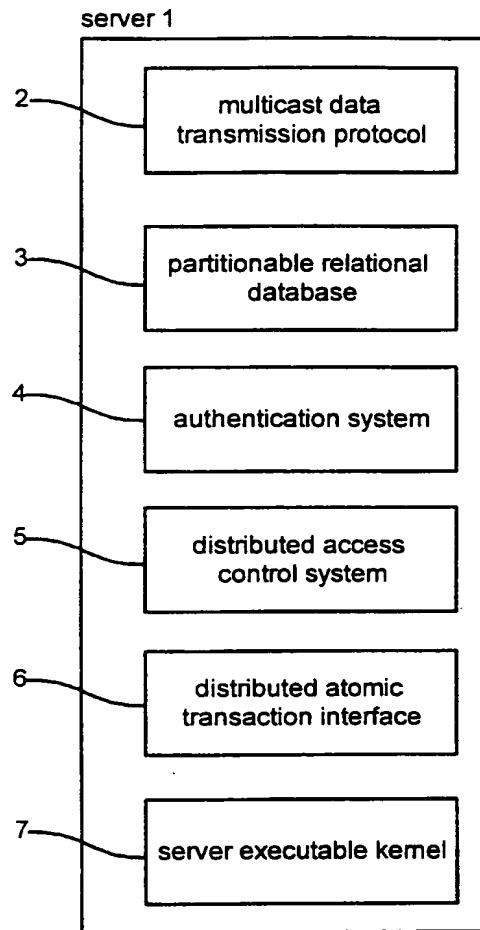 server 1
2
multicast data
transmission protocol
3
partitionable relational
database
4
authentication system
5
distributed access
control system
6
distributed atomic
transaction interface
7
server executable kernel